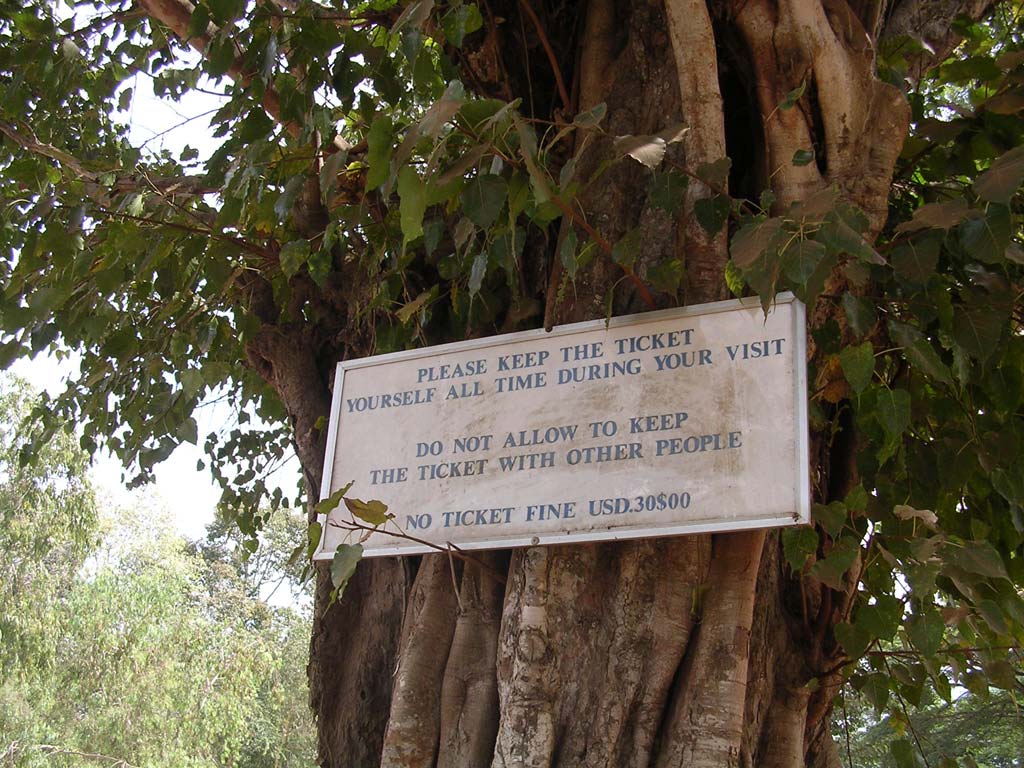 PLEASE KEEP THE TICKET
YOURSELF ALL TIME DURING YOUR VISIT
DO NOT ALLOW TO KEEP
THE TICKET WITH OTHER PEOPLE
NO TICKET FINE USD.30$00